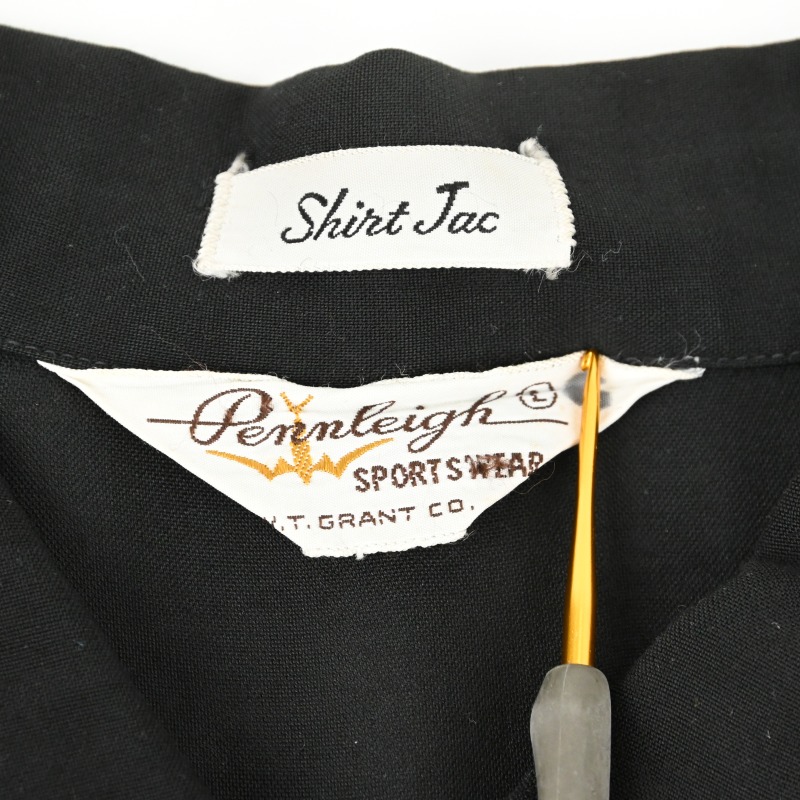 Shirt Jac
Pennleigh L
SPORTSWEAR
.T. GRANT CO.